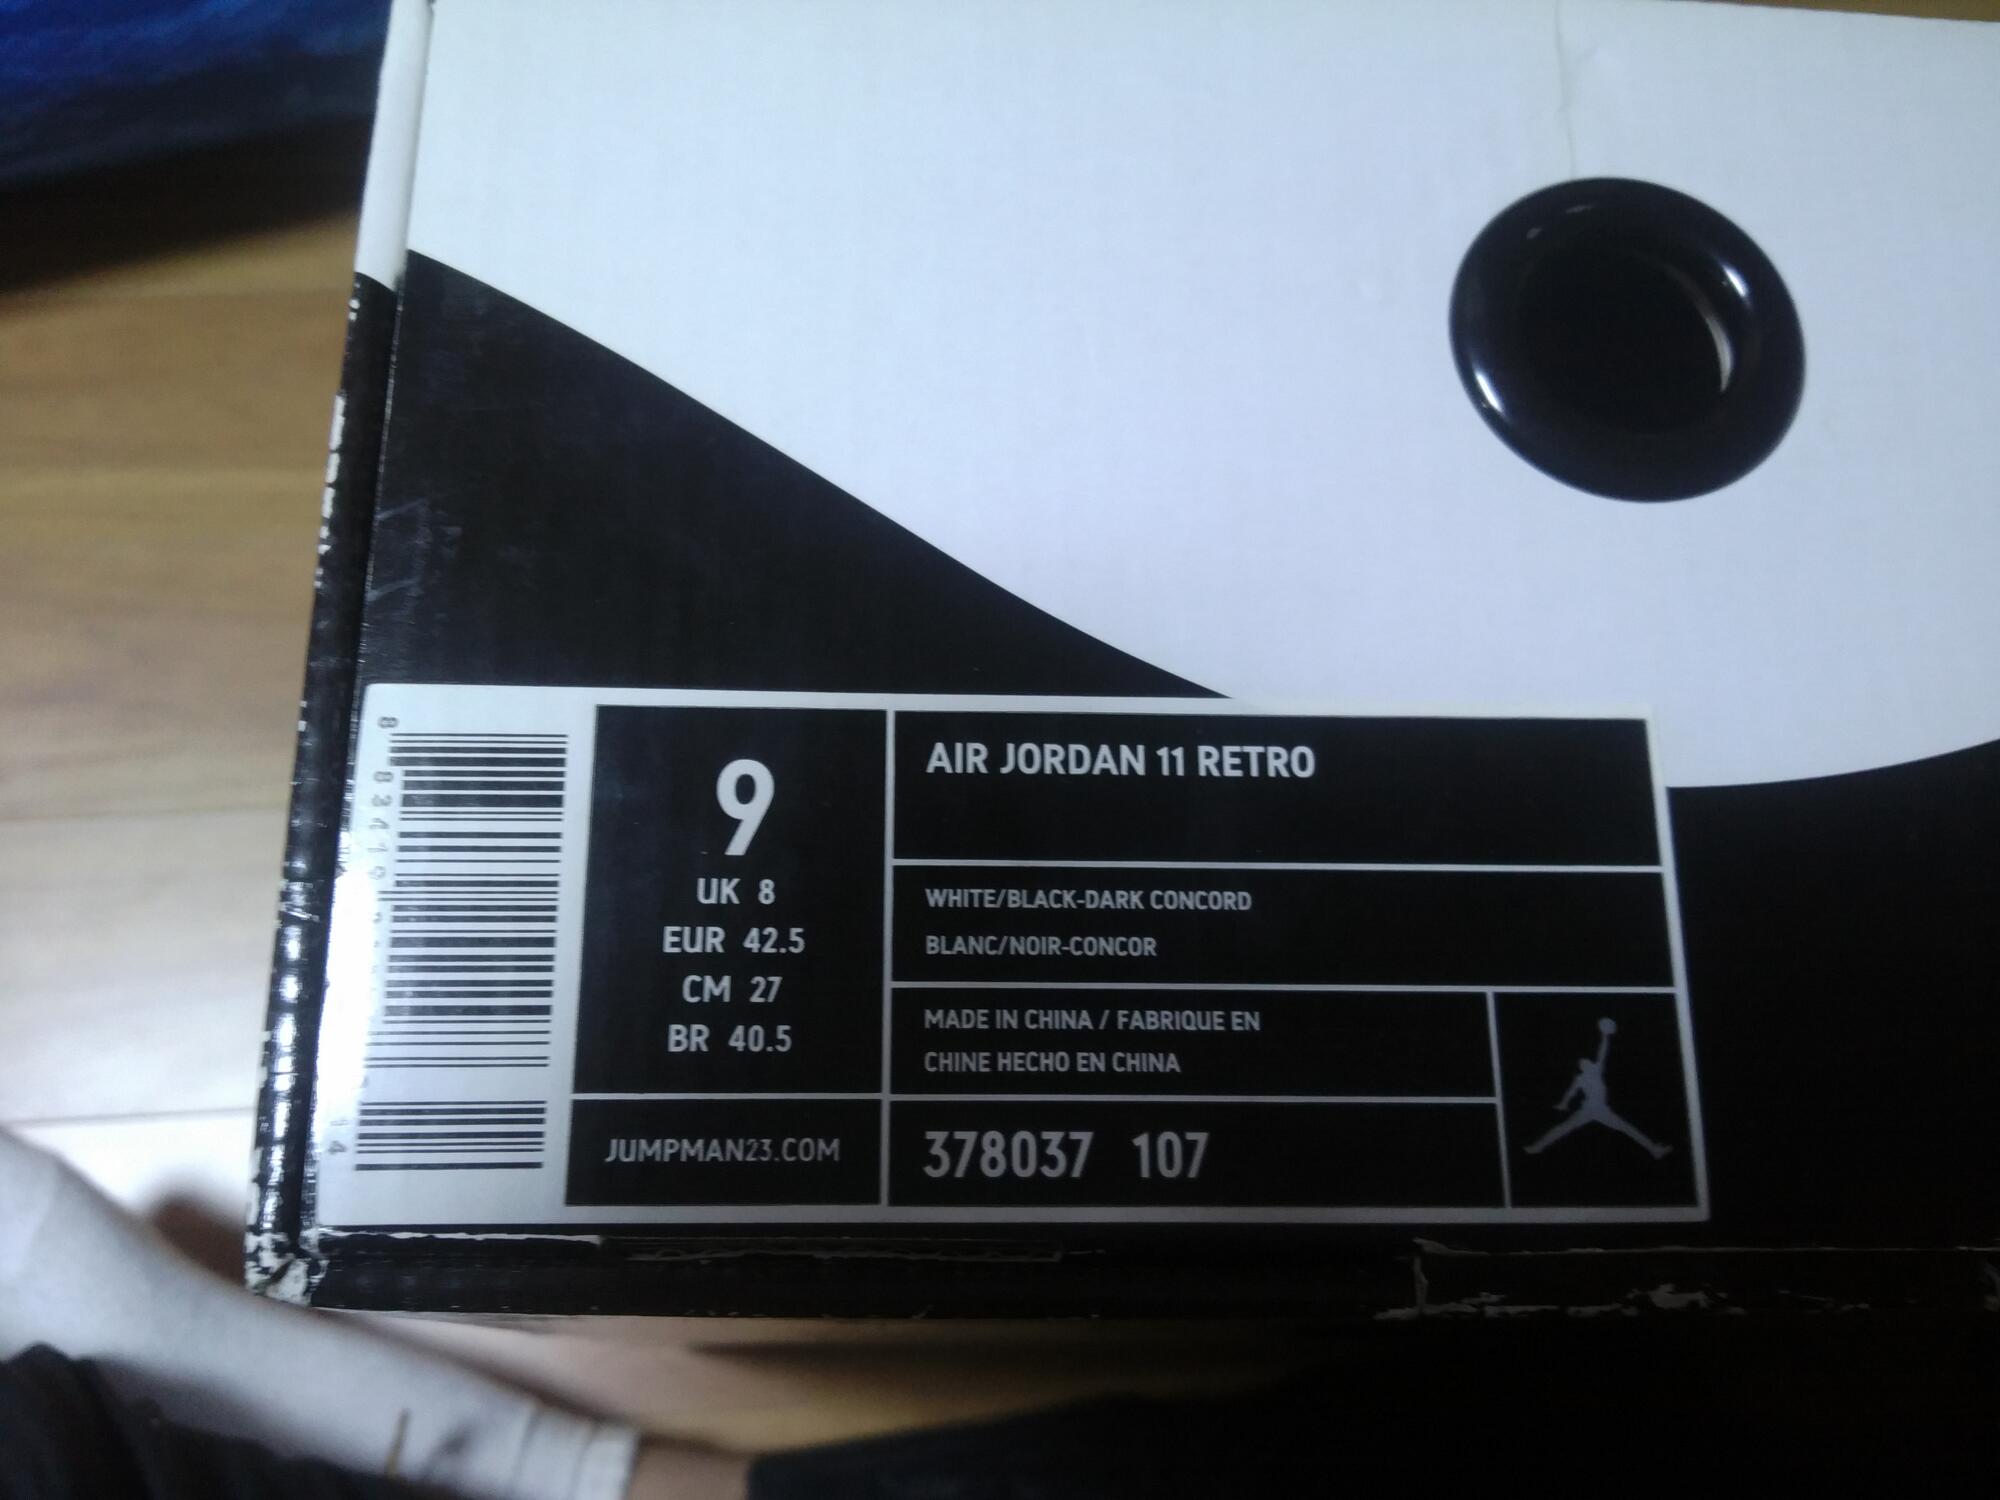 9
UK 8
EUR 42.5
CM 27
BR 40.5
JUMPMAN23.COM
AIR JORDAN 11 RETRO
WHITE/BLACK-DARK CONCORD
BLANC/NOIR-CONCOR
MADE IN CHINA / FABRIQUE EN
CHINE HECHO EN CHINA
378037 107